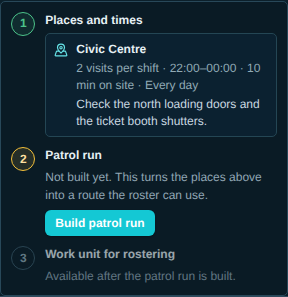 1 Places and times
Civic Centre
2 visits per shift · 22:00–00:00 · 10
min on site · Every day
Check the north loading doors and
the ticket booth shutters.
2 Patrol run
Not built yet. This turns the places above
into a route the roster can use.
Build patrol run
3 Work unit for rostering
Available after the patrol run is built.